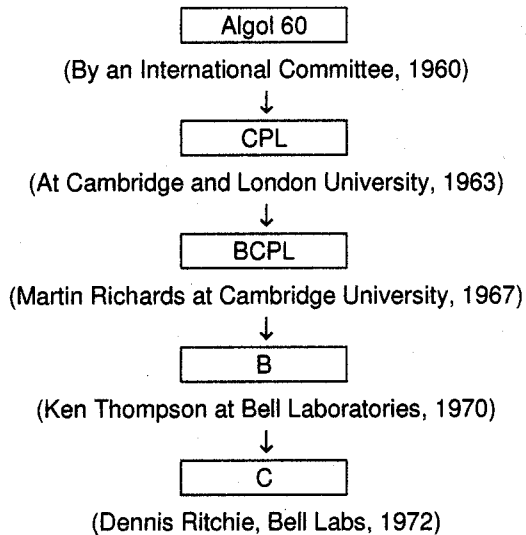 Algol 60
(By an International Committee, 1960)
↓
CPL
(At Cambridge and London University, 1963)
↓
BCPL
(Martin Richards at Cambridge University, 1967)
↓
B
(Ken Thompson at Bell Laboratories, 1970)
↓
C
(Dennis Ritchie, Bell Labs, 1972)